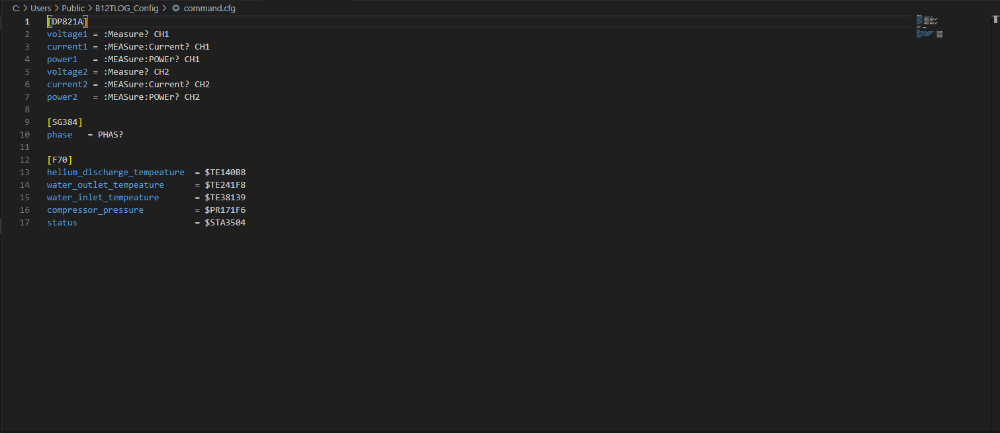 C: > Users > Public > B12TLOG_Config > command.cfg
1 [DP821A]
2 voltage1 = :Measure? CH1
3 current1 = :MEASure:Current? CH1
4 power1   = :MEASure:POWEr? CH1
5 voltage2 = :Measure? CH2
6 current2 = :MEASure:Current? CH2
7 power2   = :MEASure:POWEr? CH2
8
9 [SG384]
10 phase   = PHAS?
11
12 [F70]
13 helium_discharge_tempeature  = $TE140B8
14 water_outlet_tempeature      = $TE241F8
15 water_inlet_tempeature       = $TE38139
16 compressor_pressure          = $PR171F6
17 status                       = $STA3504